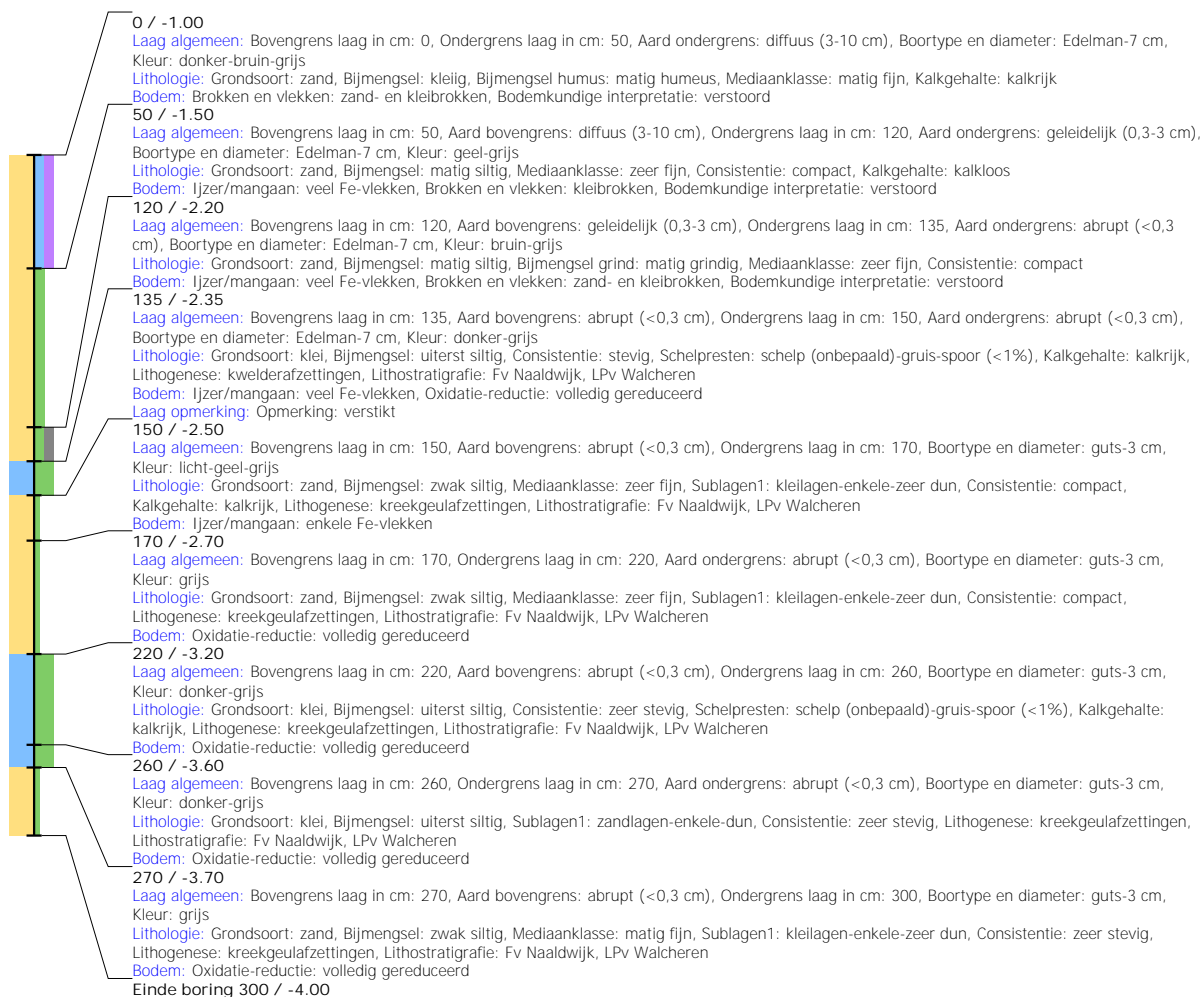 0 / -1.00
Laag algemeen: Bovengrens laag in cm: 0, Ondergrens laag in cm: 50, Aard ondergrens: diffuus (3-10 cm), Boortype en diameter: Edelman-7 cm,
Kleur: donker-bruin-grijs
Lithologie: Grondsoort: zand, Bijmengsel: kleiig, Bijmengsel humus: matig humeus, Mediaanklasse: matig fijn, Kalkgehalte: kalkrijk
Bodem: Brokken en vlekken: zand- en kleibrokken, Bodemkundige interpretatie: verstoord
50 / -1.50
Laag algemeen: Bovengrens laag in cm: 50, Aard bovengrens: diffuus (3-10 cm), Ondergrens laag in cm: 120, Aard ondergrens: geleidelijk (0,3-3 cm),
Boortype en diameter: Edelman-7 cm, Kleur: geel-grijs
Lithologie: Grondsoort: zand, Bijmengsel: matig siltig, Mediaanklasse: zeer fijn, Consistentie: compact, Kalkgehalte: kalkloos
Bodem: Ijzer/mangaan: veel Fe-vlekken, Brokken en vlekken: kleibrokken, Bodemkundige interpretatie: verstoord
120 / -2.20
Laag algemeen: Bovengrens laag in cm: 120, Aard bovengrens: geleidelijk (0,3-3 cm), Ondergrens laag in cm: 135, Aard ondergrens: abrupt (<0,3
cm), Boortype en diameter: Edelman-7 cm, Kleur: bruin-grijs
Lithologie: Grondsoort: zand, Bijmengsel: matig siltig, Bijmengsel grind: matig grindig, Mediaanklasse: zeer fijn, Consistentie: compact
Bodem: Ijzer/mangaan: veel Fe-vlekken, Brokken en vlekken: zand- en kleibrokken, Bodemkundige interpretatie: verstoord
135 / -2.35
Laag algemeen: Bovengrens laag in cm: 135, Aard bovengrens: abrupt (<0,3 cm), Ondergrens laag in cm: 150, Aard ondergrens: abrupt (<0,3 cm),
Boortype en diameter: Edelman-7 cm, Kleur: donker-grijs
Lithologie: Grondsoort: klei, Bijmengsel: uiterst siltig, Consistentie: stevig, Schelpresten: schelp (onbepaald)-gruis-spoor (<1%), Kalkgehalte: kalkrijk,
Lithogenese: kwelderafzettingen, Lithostratigrafie: Fv Naaldwijk, LPv Walcheren
Bodem: Ijzer/mangaan: veel Fe-vlekken, Oxidatie-reductie: volledig gereduceerd
Laag opmerking: Opmerking: verstikt
150 / -2.50
Laag algemeen: Bovengrens laag in cm: 150, Aard bovengrens: abrupt (<0,3 cm), Ondergrens laag in cm: 170, Boortype en diameter: guts-3 cm,
Kleur: licht-geel-grijs
Lithologie: Grondsoort: zand, Bijmengsel: zwak siltig, Mediaanklasse: zeer fijn, Sublagen1: kleilagen-enkele-zeer dun, Consistentie: compact,
Kalkgehalte: kalkrijk, Lithogenese: kreekgeulafzettingen, Lithostratigrafie: Fv Naaldwijk, LPv Walcheren
Bodem: Ijzer/mangaan: enkele Fe-vlekken
170 / -2.70
Laag algemeen: Bovengrens laag in cm: 170, Ondergrens laag in cm: 220, Aard ondergrens: abrupt (<0,3 cm), Boortype en diameter: guts-3 cm,
Kleur: grijs
Lithologie: Grondsoort: zand, Bijmengsel: zwak siltig, Mediaanklasse: zeer fijn, Sublagen1: kleilagen-enkele-zeer dun, Consistentie: compact,
Lithogenese: kreekgeulafzettingen, Lithostratigrafie: Fv Naaldwijk, LPv Walcheren
Bodem: Oxidatie-reductie: volledig gereduceerd
220 / -3.20
Laag algemeen: Bovengrens laag in cm: 220, Aard bovengrens: abrupt (<0,3 cm), Ondergrens laag in cm: 260, Boortype en diameter: guts-3 cm,
Kleur: donker-grijs
Lithologie: Grondsoort: klei, Bijmengsel: uiterst siltig, Consistentie: zeer stevig, Schelpresten: schelp (onbepaald)-gruis-spoor (<1%), Kalkgehalte:
kalkrijk, Lithogenese: kreekgeulafzettingen, Lithostratigrafie: Fv Naaldwijk, LPv Walcheren
Bodem: Oxidatie-reductie: volledig gereduceerd
260 / -3.60
Laag algemeen: Bovengrens laag in cm: 260, Ondergrens laag in cm: 270, Aard ondergrens: abrupt (<0,3 cm), Boortype en diameter: guts-3 cm,
Kleur: donker-grijs
Lithologie: Grondsoort: klei, Bijmengsel: uiterst siltig, Sublagen1: zandlagen-enkele-dun, Consistentie: zeer stevig, Lithogenese: kreekgeulafzettingen,
Lithostratigrafie: Fv Naaldwijk, LPv Walcheren
Bodem: Oxidatie-reductie: volledig gereduceerd
270 / -3.70
Laag algemeen: Bovengrens laag in cm: 270, Aard bovengrens: abrupt (<0,3 cm), Ondergrens laag in cm: 300, Boortype en diameter: guts-3 cm,
Kleur: grijs
Lithologie: Grondsoort: zand, Bijmengsel: zwak siltig, Mediaanklasse: matig fijn, Sublagen1: kleilagen-enkele-zeer dun, Consistentie: zeer stevig,
Lithogenese: kreekgeulafzettingen, Lithostratigrafie: Fv Naaldwijk, LPv Walcheren
Bodem: Oxidatie-reductie: volledig gereduceerd
Einde boring 300 / -4.00